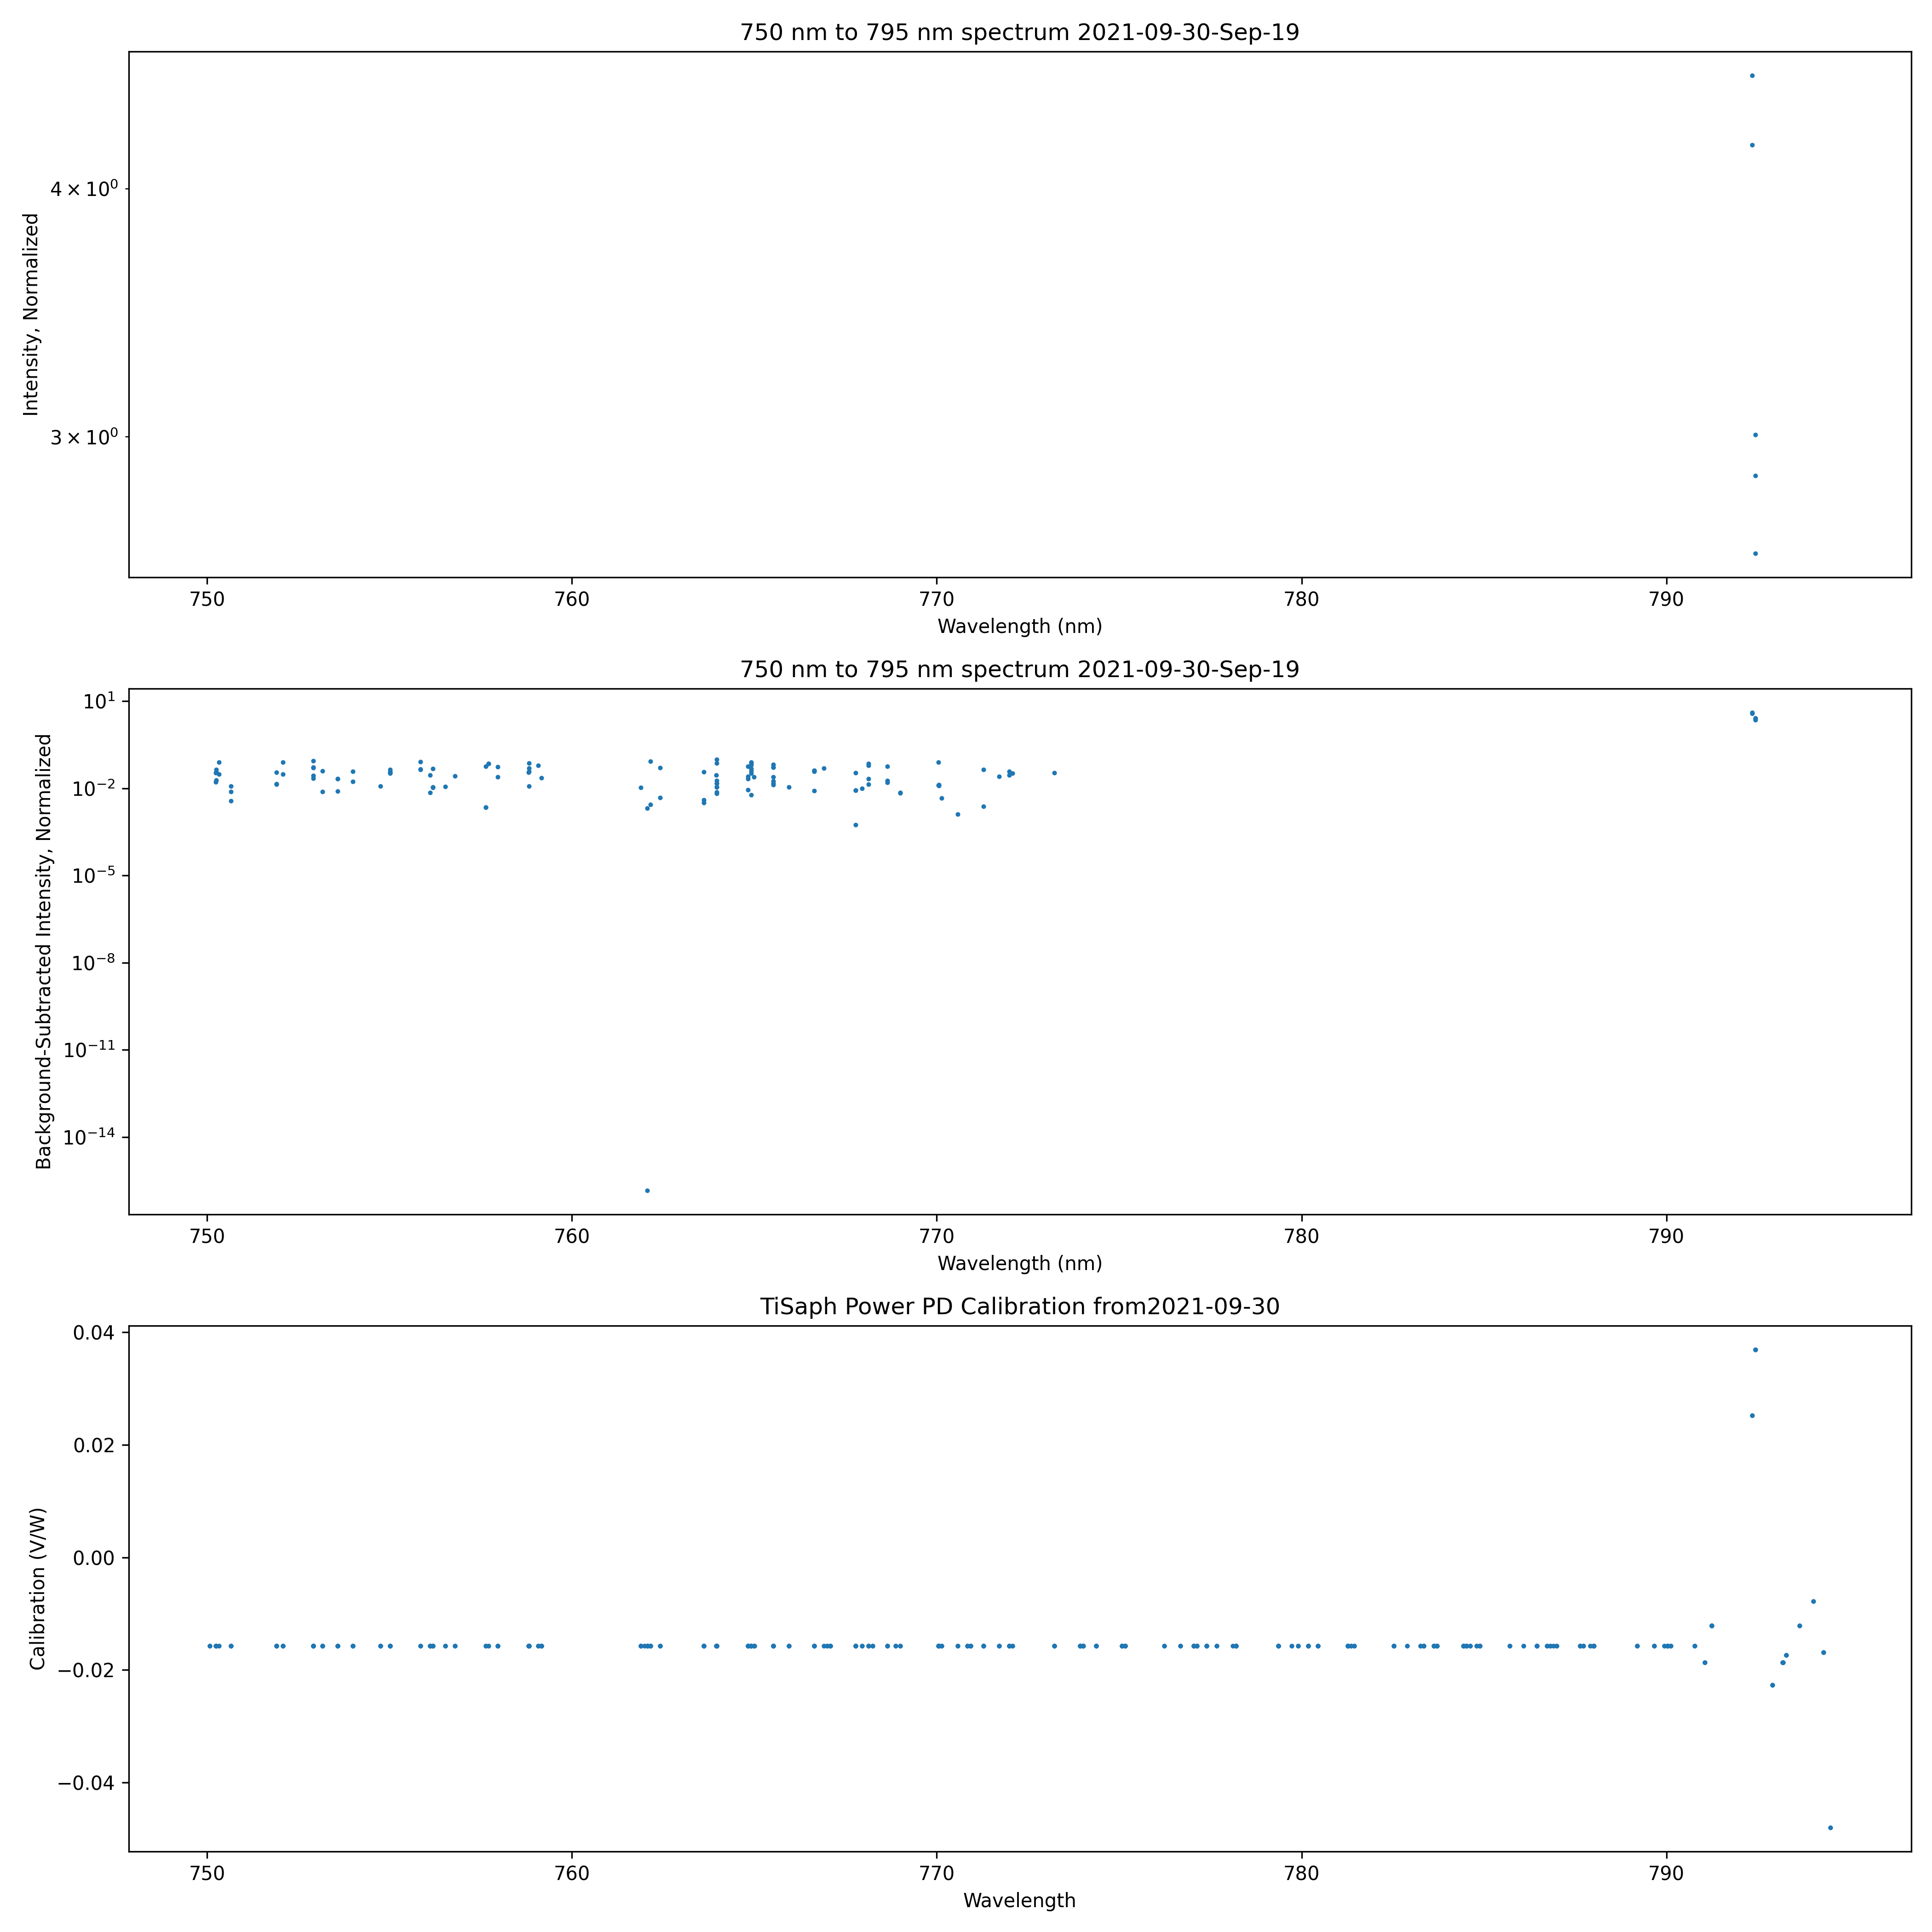 750 nm to 795 nm spectrum 2021-09-30-Sep-19
Intensity, Normalized
4 × 10⁰
3 × 10⁰
750 760 770 780 790
Wavelength (nm)
750 nm to 795 nm spectrum 2021-09-30-Sep-19
Background-Subtracted Intensity, Normalized
10¹
10⁻²
10⁻⁵
10⁻⁸
10⁻¹¹
10⁻¹⁴
750 760 770 780 790
Wavelength (nm)
TiSaph Power PD Calibration from2021-09-30
Calibration (V/W)
0.04
0.02
0.00
−0.02
−0.04
750 760 770 780 790
Wavelength